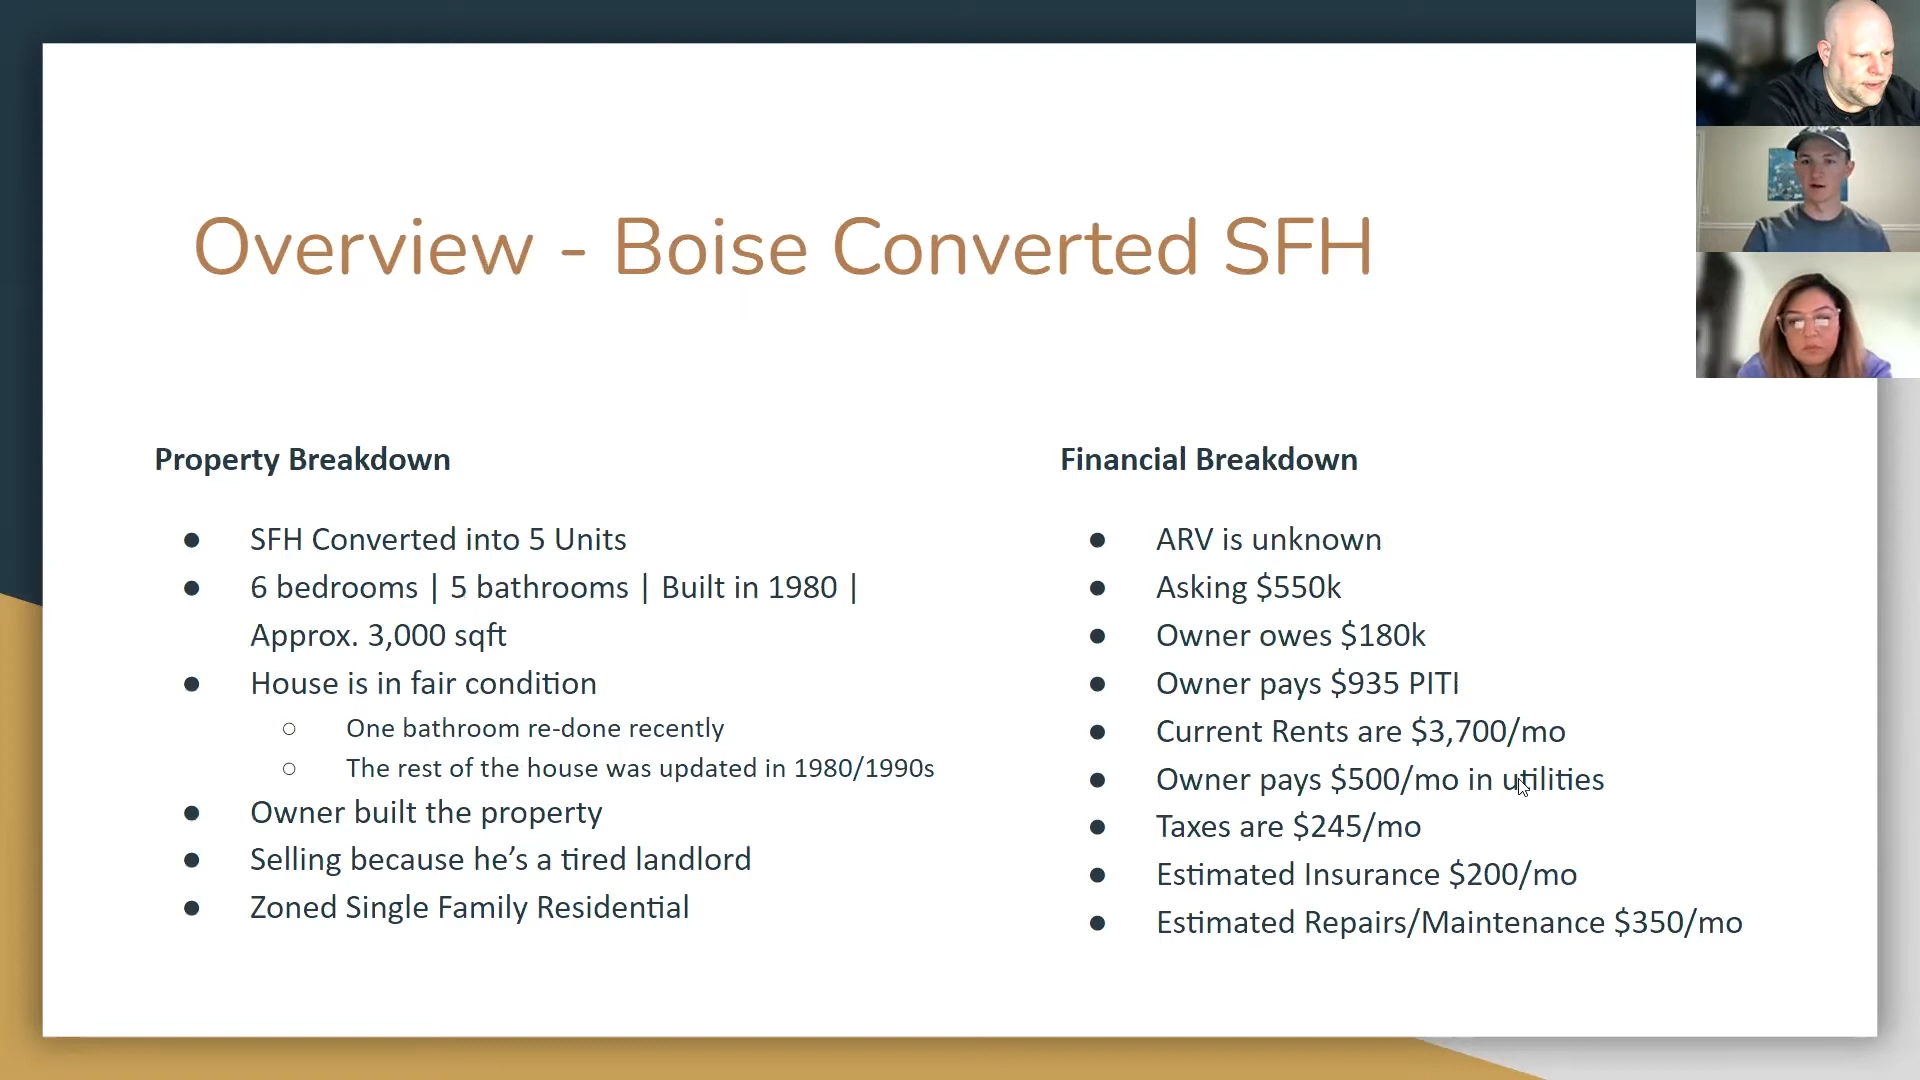 Overview - Boise Converted SFH
Property Breakdown
● SFH Converted into 5 Units
● 6 bedrooms | 5 bathrooms | Built in 1980 |
Approx. 3,000 sqft
● House is in fair condition
○ One bathroom re-done recently
○ The rest of the house was updated in 1980/1990s
● Owner built the property
● Selling because he’s a tired landlord
● Zoned Single Family Residential
Financial Breakdown
● ARV is unknown
● Asking $550k
● Owner owes $180k
● Owner pays $935 PITI
● Current Rents are $3,700/mo
● Owner pays $500/mo in utilities
● Taxes are $245/mo
● Estimated Insurance $200/mo
● Estimated Repairs/Maintenance $350/mo